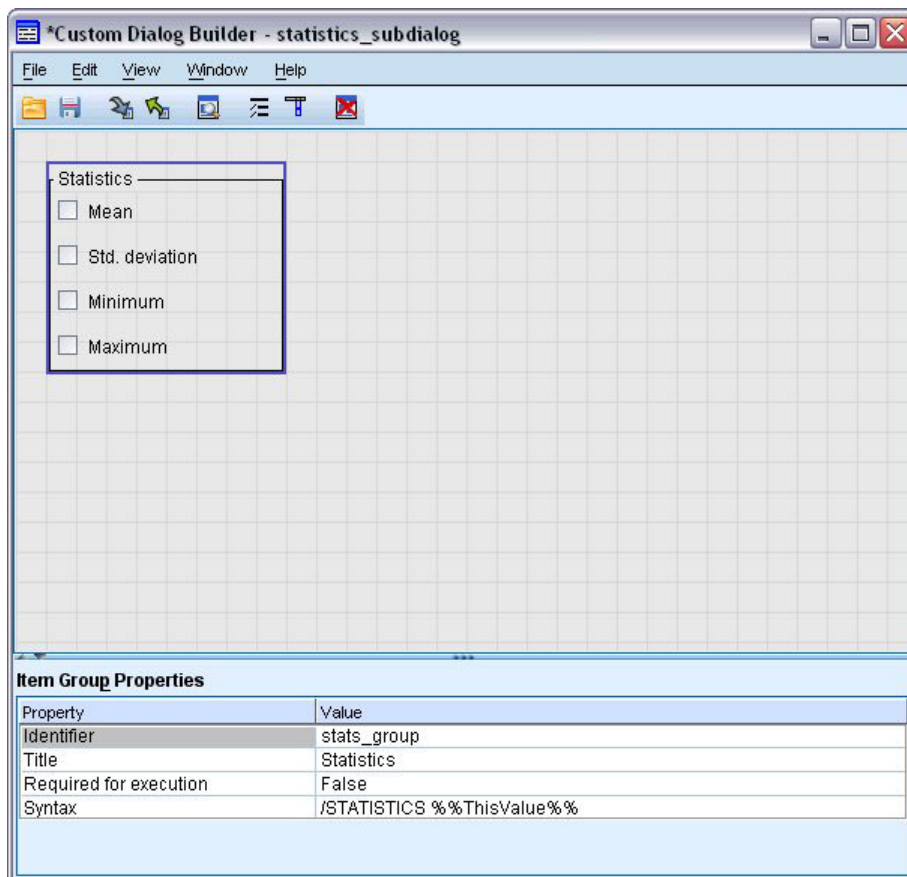 *Custom Dialog Builder - statistics_subdialog
File Edit View Window Help
Statistics
Mean
Std. deviation
Minimum
Maximum
Item Group Properties
Property Value
Identifier stats_group
Title Statistics
Required for execution False
Syntax /STATISTICS %%ThisValue%%